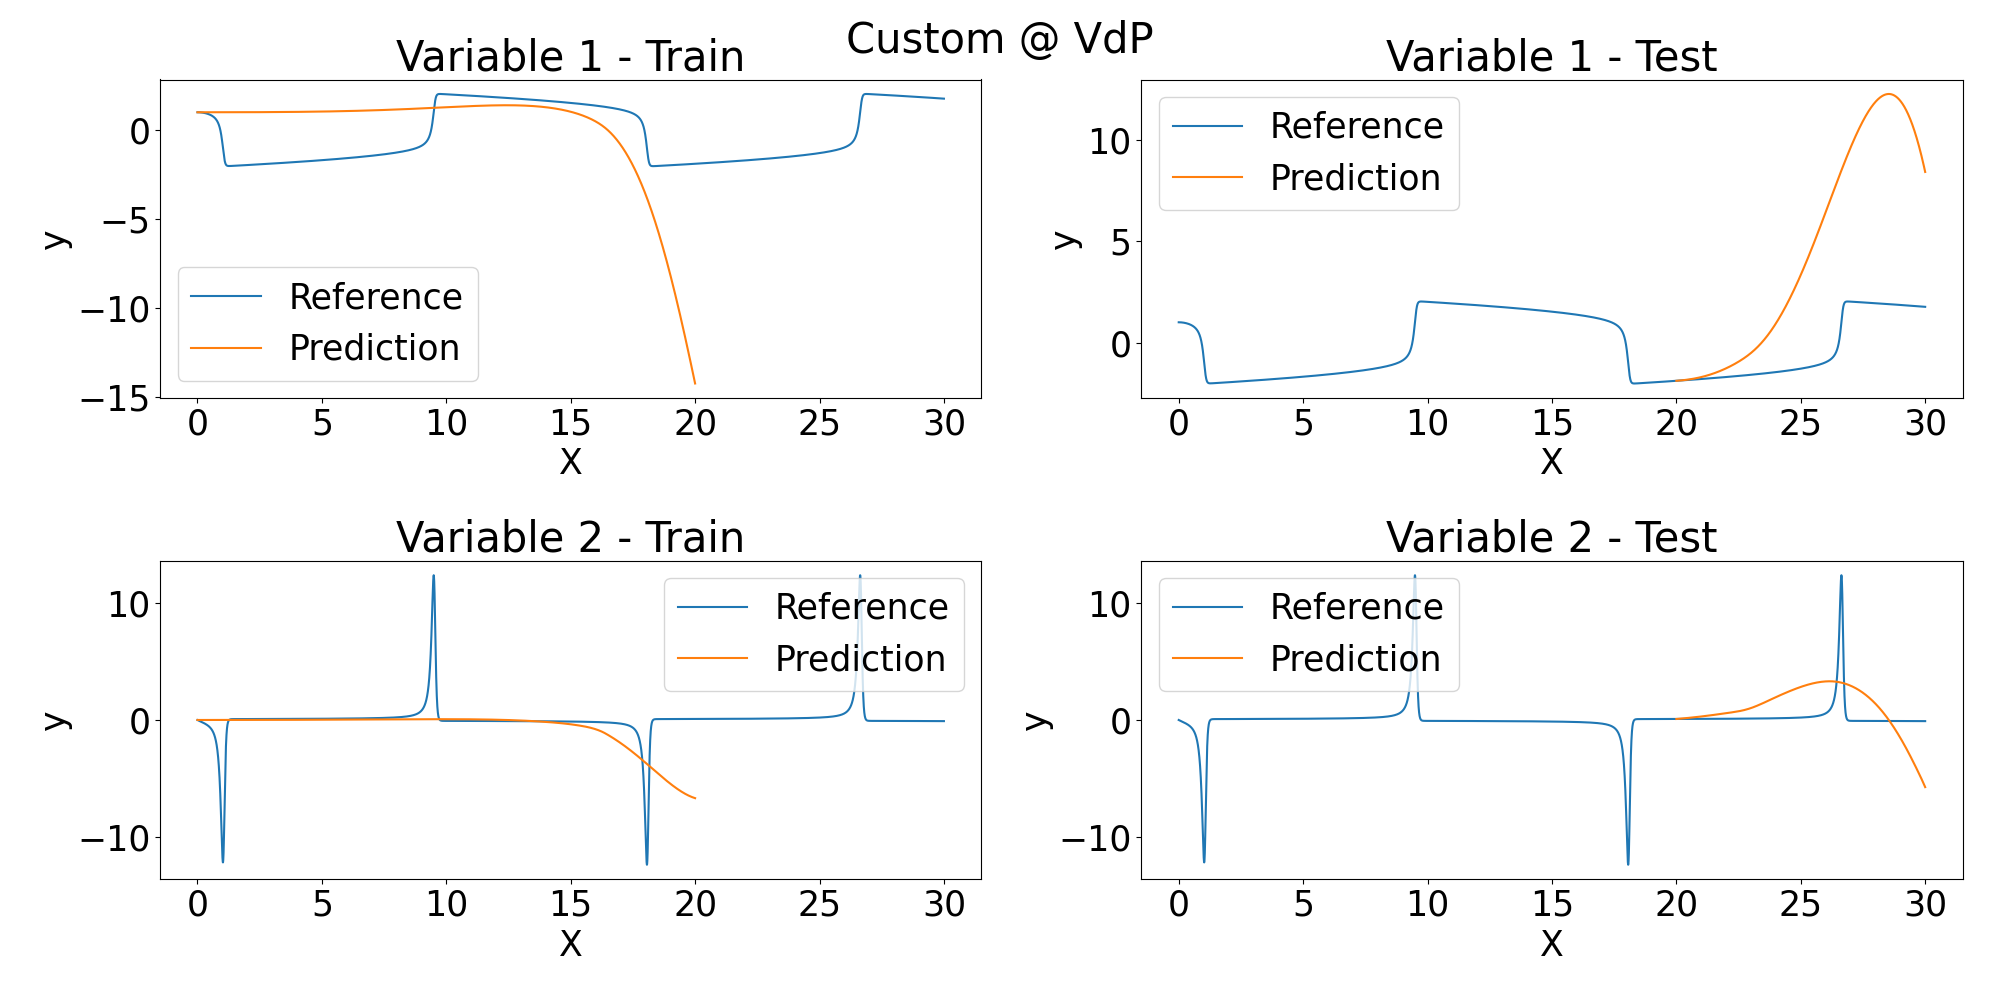 Custom @ VdP
Variable 1 - Train
0
−5
−10
−15
y
Reference
Prediction
0 5 10 15 20 25 30
X
Variable 1 - Test
10
5
0
y
Reference
Prediction
0 5 10 15 20 25 30
X
Variable 2 - Train
10
0
−10
y
Reference
Prediction
0 5 10 15 20 25 30
X
Variable 2 - Test
10
0
−10
y
Reference
Prediction
0 5 10 15 20 25 30
X